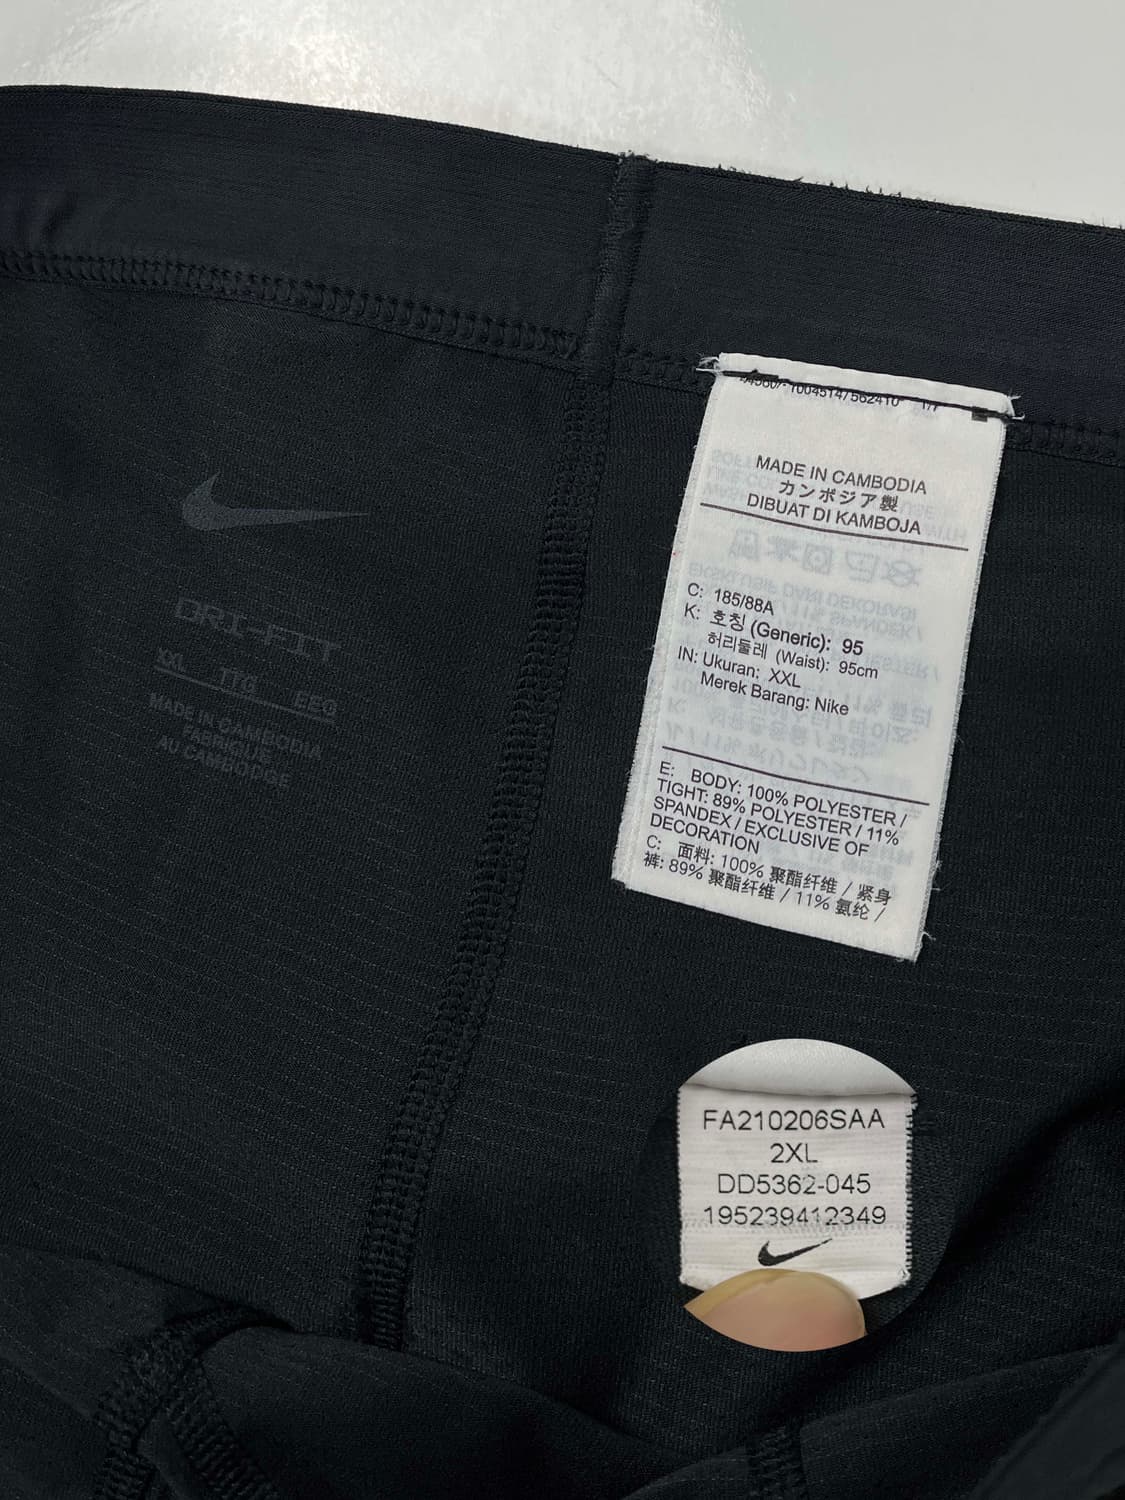 DRI-FIT
XXL TTG EEG
MADE IN CAMBODIA
FABRIQUÉ
AU CAMBODGE
1004514/562410
MADE IN CAMBODIA
カンボジア製
DIBUAT DI KAMBOJA
C: 185/88A
K: 호칭 (Generic): 95
허리둘레 (Waist): 95cm
IN: Ukuran: XXL
Merek Barang: Nike
E: BODY: 100% POLYESTER /
TIGHT: 89% POLYESTER / 11%
SPANDEX / EXCLUSIVE OF
DECORATION
C: 面料: 100% 聚酯纤维 / 紧身
裤: 89% 聚酯纤维 / 11% 氨纶 /
FA210206SAA
2XL
DD5362-045
195239412349